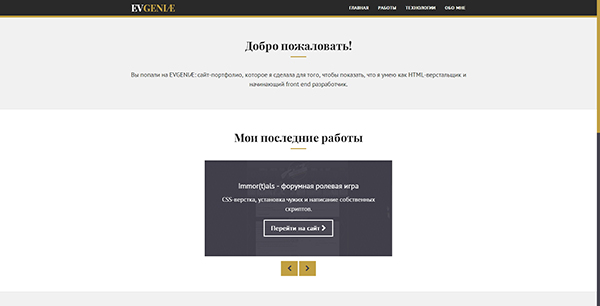 EVGENIÆ
ГЛАВНАЯ РАБОТЫ ТЕХНОЛОГИИ ОБО МНЕ
Добро пожаловать!
Вы попали на EVGENIÆ: сайт-портфолио, которое я сделала для того, чтобы показать, что я умею как HTML-верстальщик и
начинающий front end разработчик.
Мои последние работы
Immor(t)als - форумная ролевая игра
CSS-верстка, установка чужих и написание собственных
скриптов.
Перейти на сайт